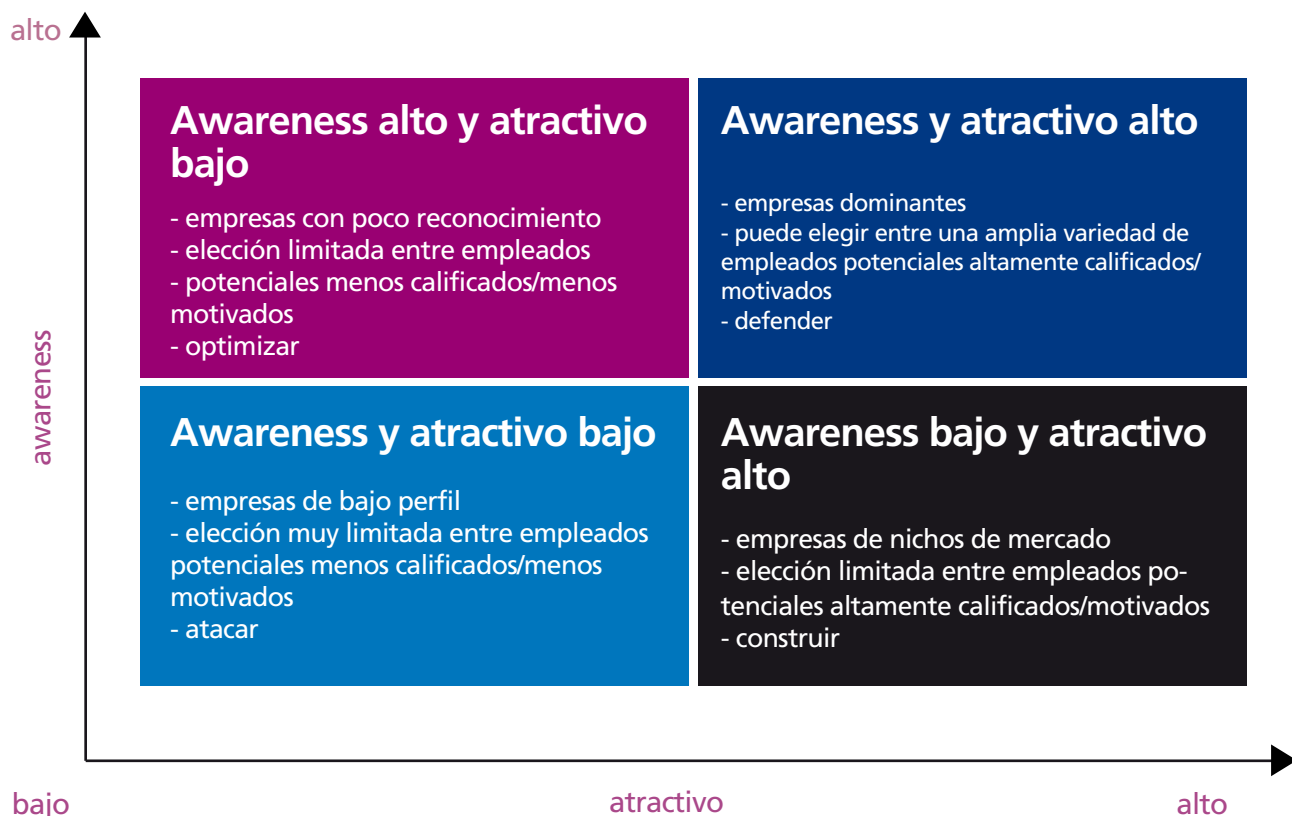 alto
Awareness alto y atractivo
bajo
- empresas con poco reconocimiento
- elección limitada entre empleados
- potenciales menos calificados/menos
motivados
- optimizar
Awareness y atractivo alto
- empresas dominantes
- puede elegir entre una amplia variedad de
empleados potenciales altamente calificados/
motivados
- defender
awareness
Awareness y atractivo bajo
- empresas de bajo perfil
- elección muy limitada entre empleados
potenciales menos calificados/menos
motivados
- atacar
Awareness bajo y atractivo
alto
- empresas de nichos de mercado
- elección limitada entre empleados po-
tenciales altamente calificados/motivados
- construir
bajo
atractivo
alto